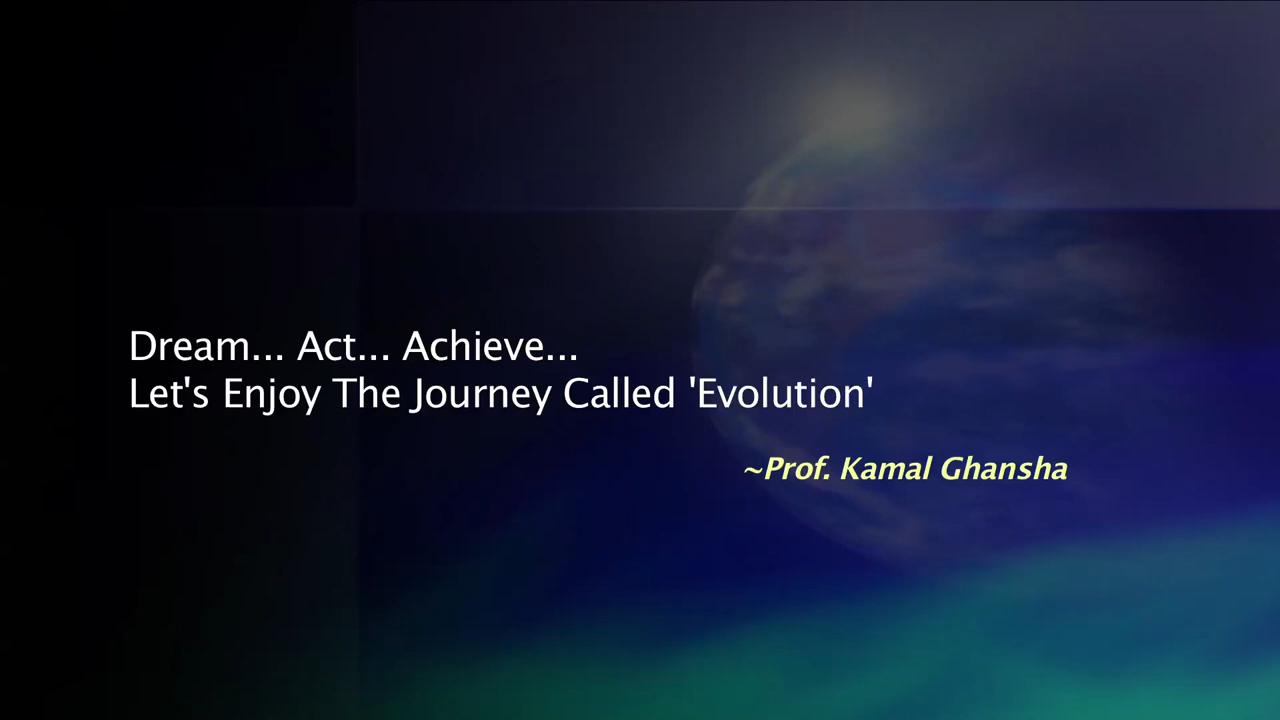 Dream... Act... Achieve...
Let's Enjoy The Journey Called 'Evolution'
~Prof. Kamal Ghansha